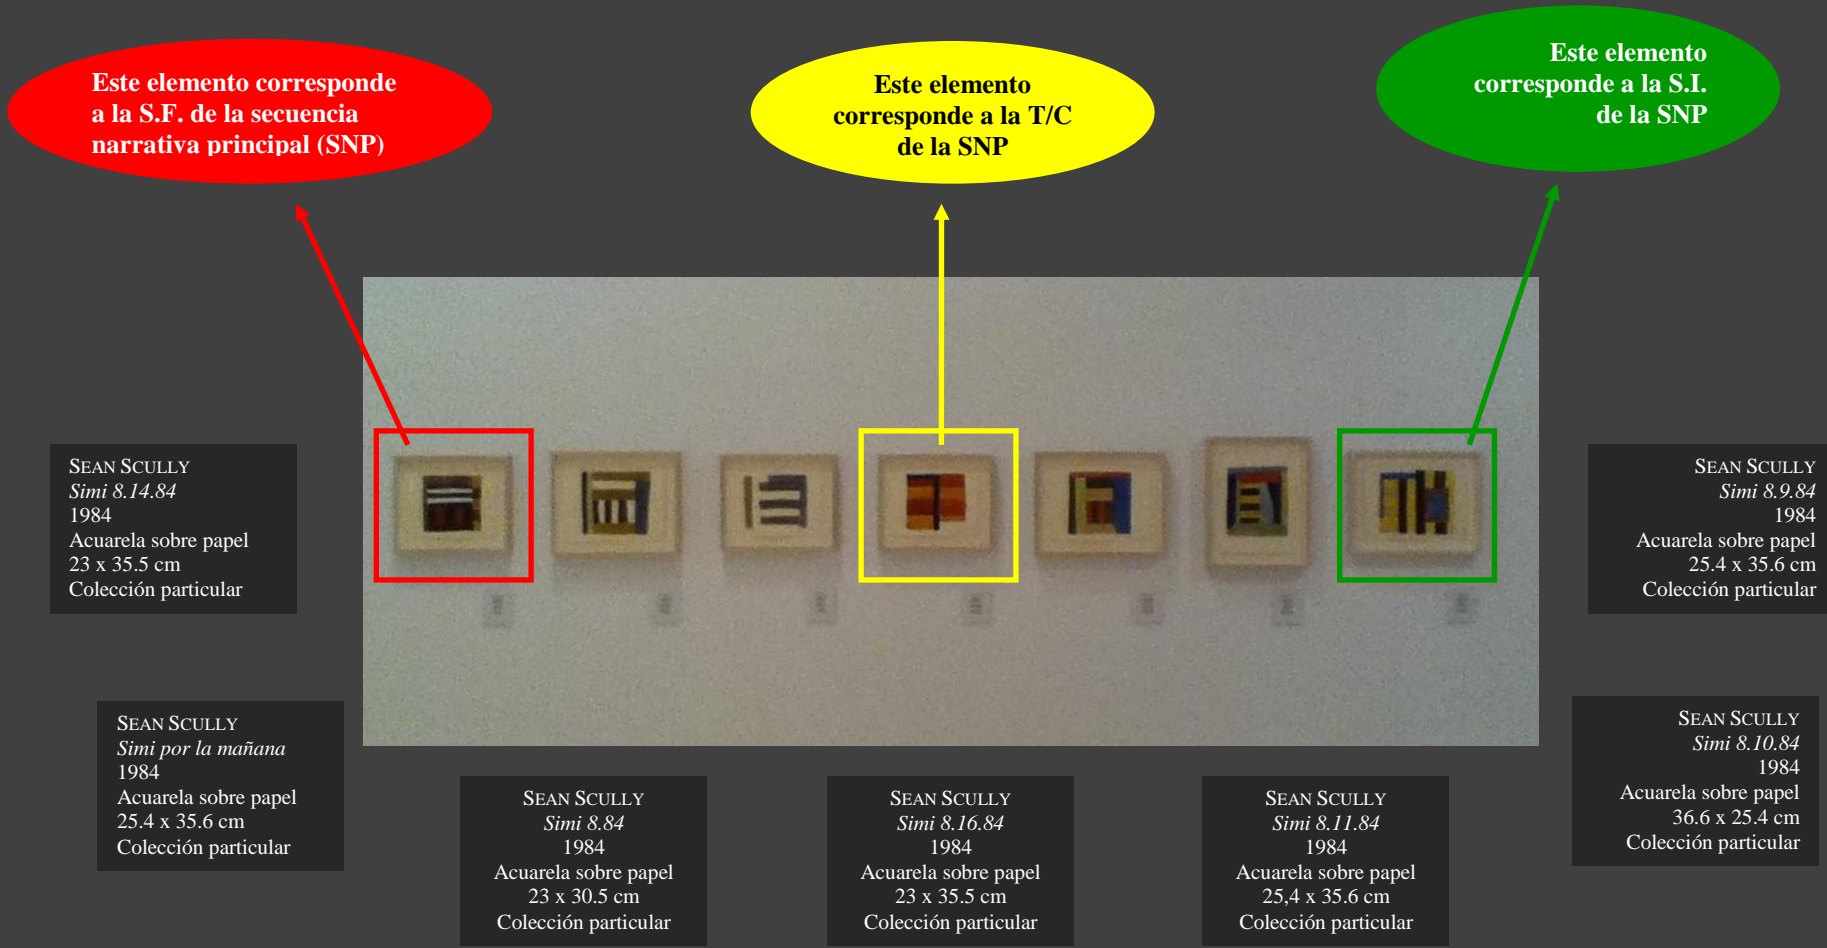 Este elemento corresponde
a la S.F. de la secuencia
narrativa principal (SNP)
Este elemento
corresponde a la T/C
de la SNP
Este elemento
corresponde a la S.I.
de la SNP
SEAN SCULLY
Simi 8.14.84
1984
Acuarela sobre papel
23 x 35.5 cm
Colección particular
SEAN SCULLY
Simi por la mañana
1984
Acuarela sobre papel
25.4 x 35.6 cm
Colección particular
SEAN SCULLY
Simi 8.84
1984
Acuarela sobre papel
23 x 30.5 cm
Colección particular
SEAN SCULLY
Simi 8.16.84
1984
Acuarela sobre papel
23 x 35.5 cm
Colección particular
SEAN SCULLY
Simi 8.11.84
1984
Acuarela sobre papel
25,4 x 35.6 cm
Colección particular
SEAN SCULLY
Simi 8.10.84
1984
Acuarela sobre papel
36.6 x 25.4 cm
Colección particular
SEAN SCULLY
Simi 8.9.84
1984
Acuarela sobre papel
25.4 x 35.6 cm
Colección particular